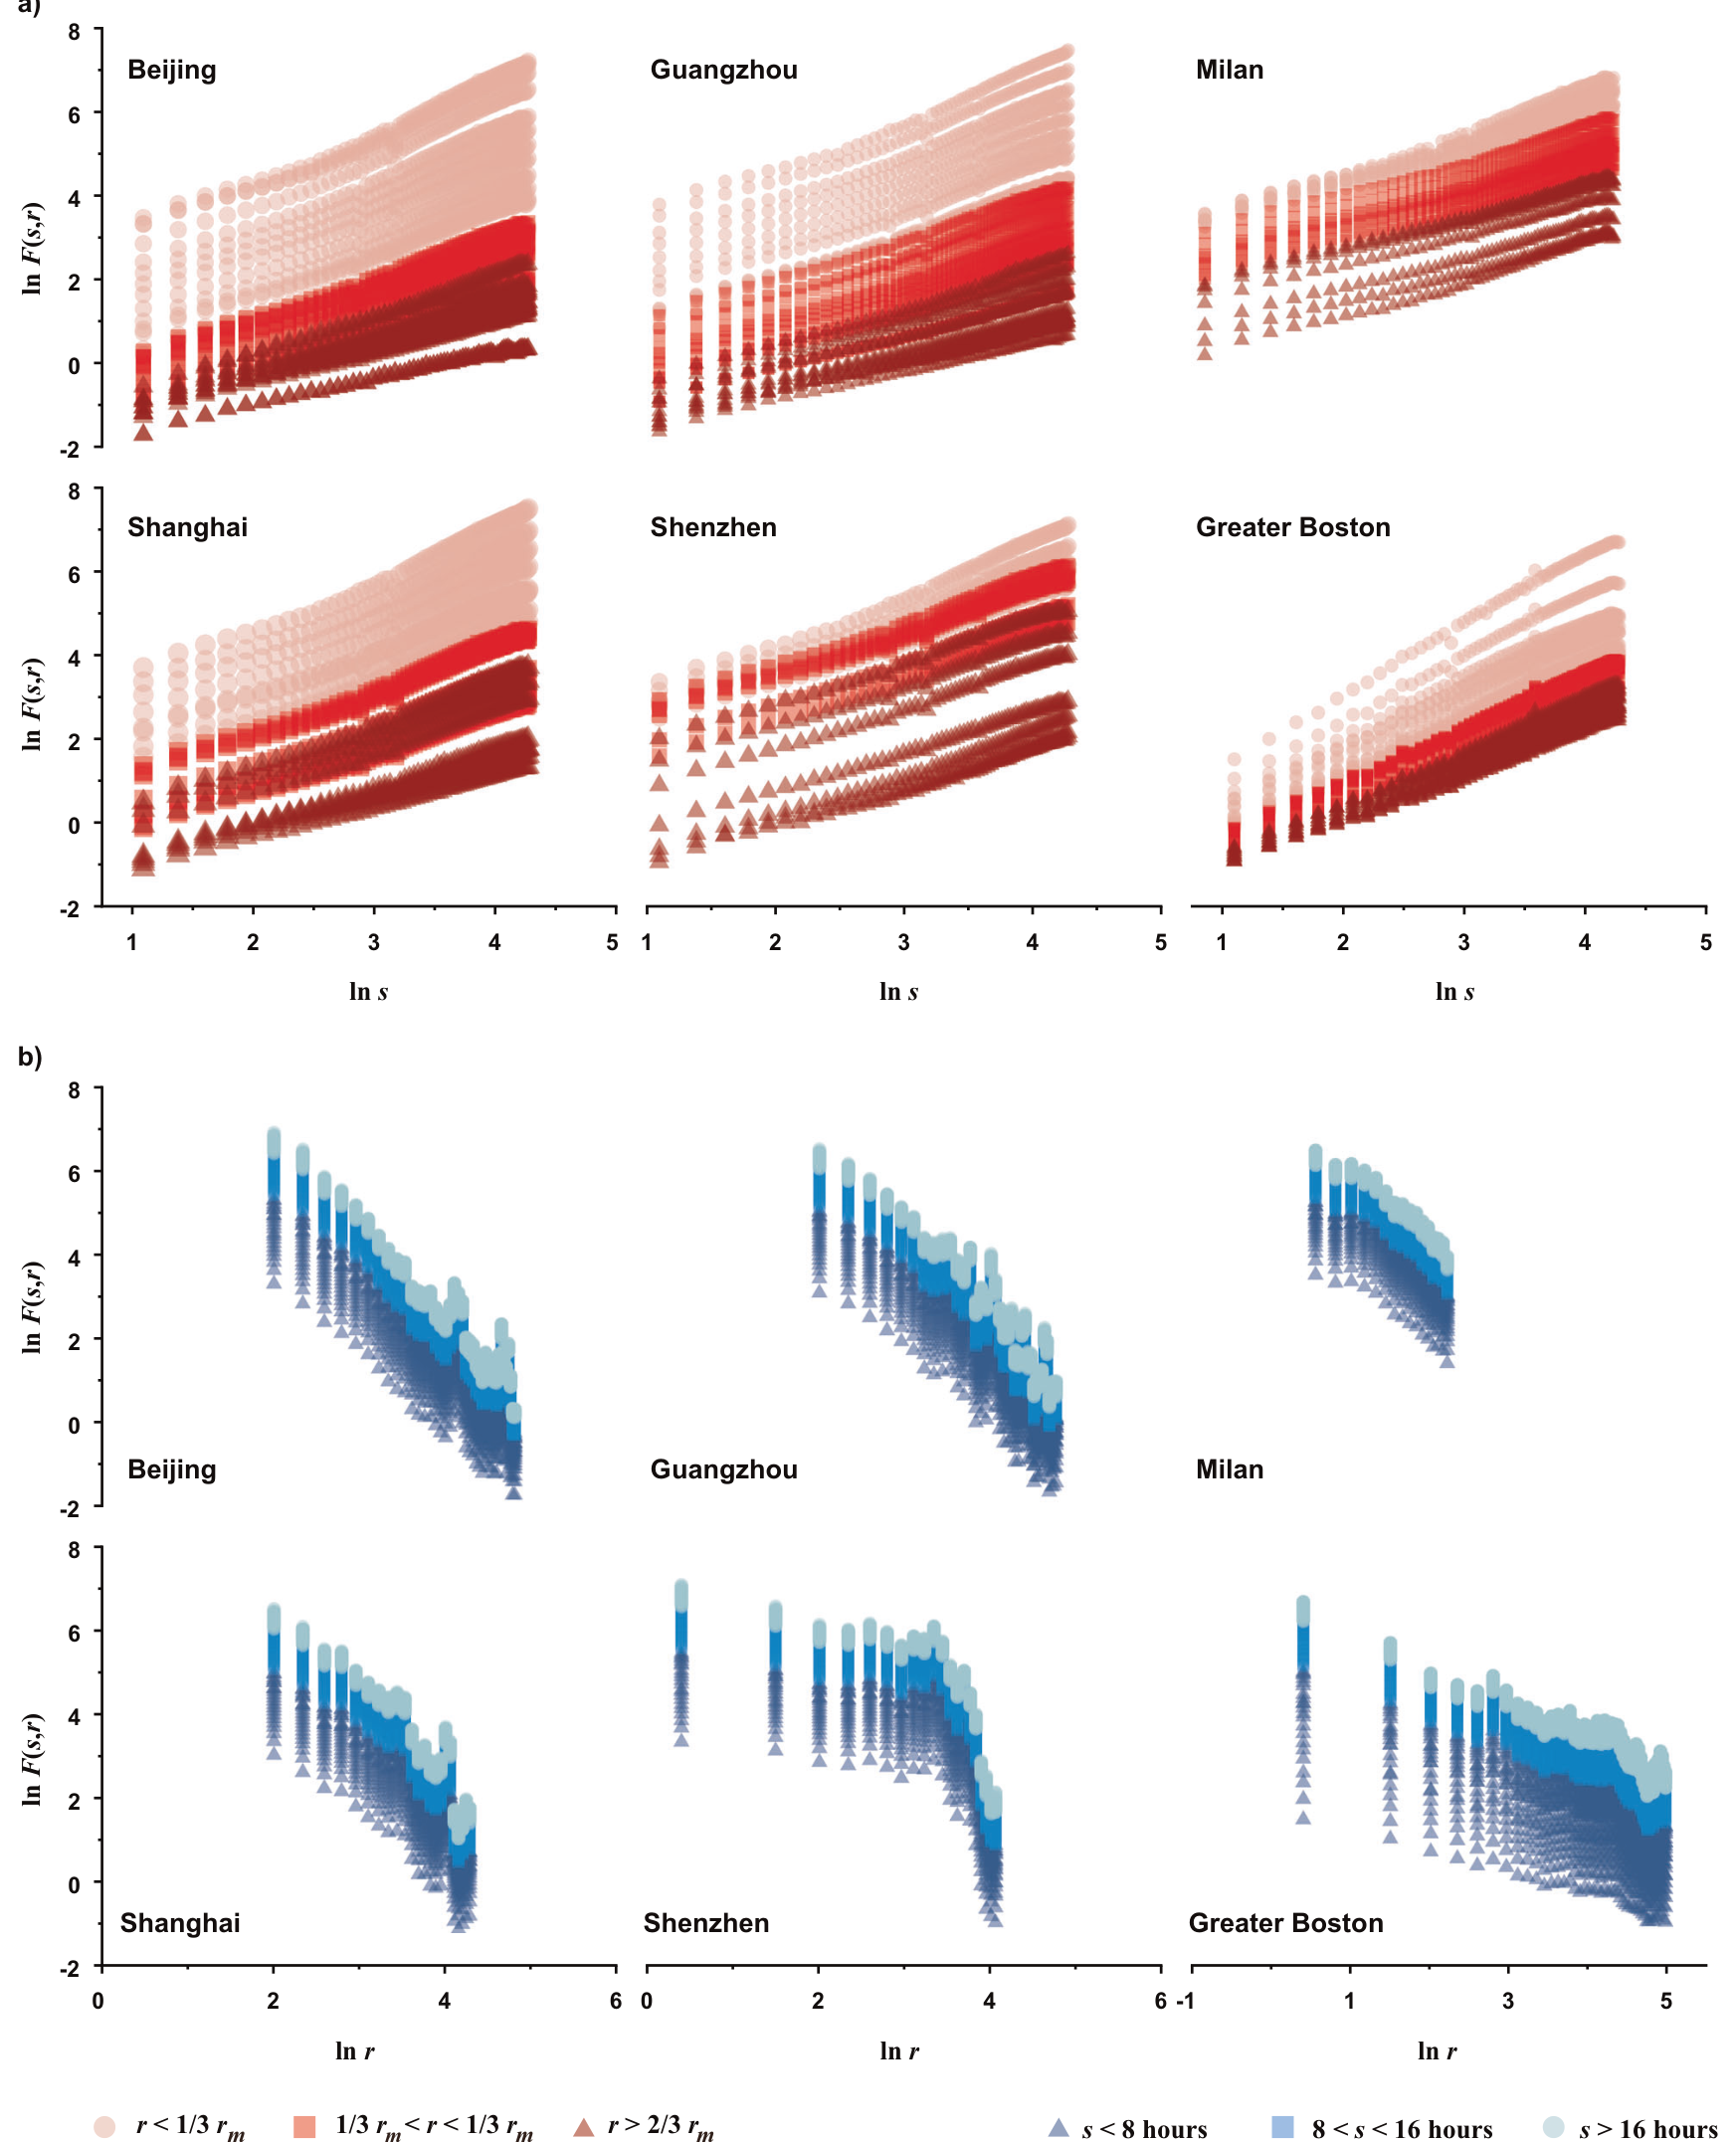 a)
8
6
4
2
0
-2
ln F(s,r)
Beijing
Guangzhou
Milan
8
6
4
2
0
-2
ln F(s,r)
Shanghai
Shenzhen
Greater Boston
1 2 3 4 5
1 2 3 4 5
1 2 3 4 5
ln s
ln s
ln s
b)
8
6
4
2
0
-2
ln F(s,r)
Beijing
Guangzhou
Milan
8
6
4
2
0
-2
ln F(s,r)
Shanghai
Shenzhen
Greater Boston
0 2 4 6
0 2 4 6
-1 1 3 5
ln r
ln r
ln r
r < 1/3 rm 1/3 rm < r < 1/3 rm r > 2/3 rm s < 8 hours 8 < s < 16 hours s > 16 hours